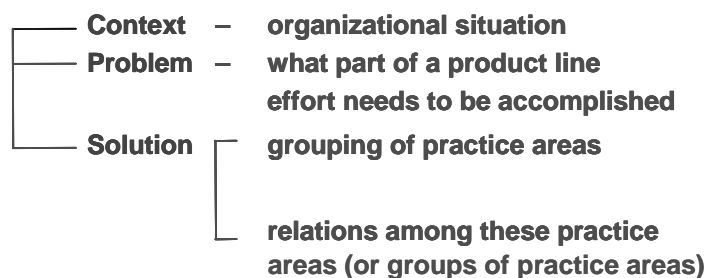 Context – organizational situation
Problem – what part of a product line
effort needs to be accomplished
Solution grouping of practice areas
relations among these practice
areas (or groups of practice areas)